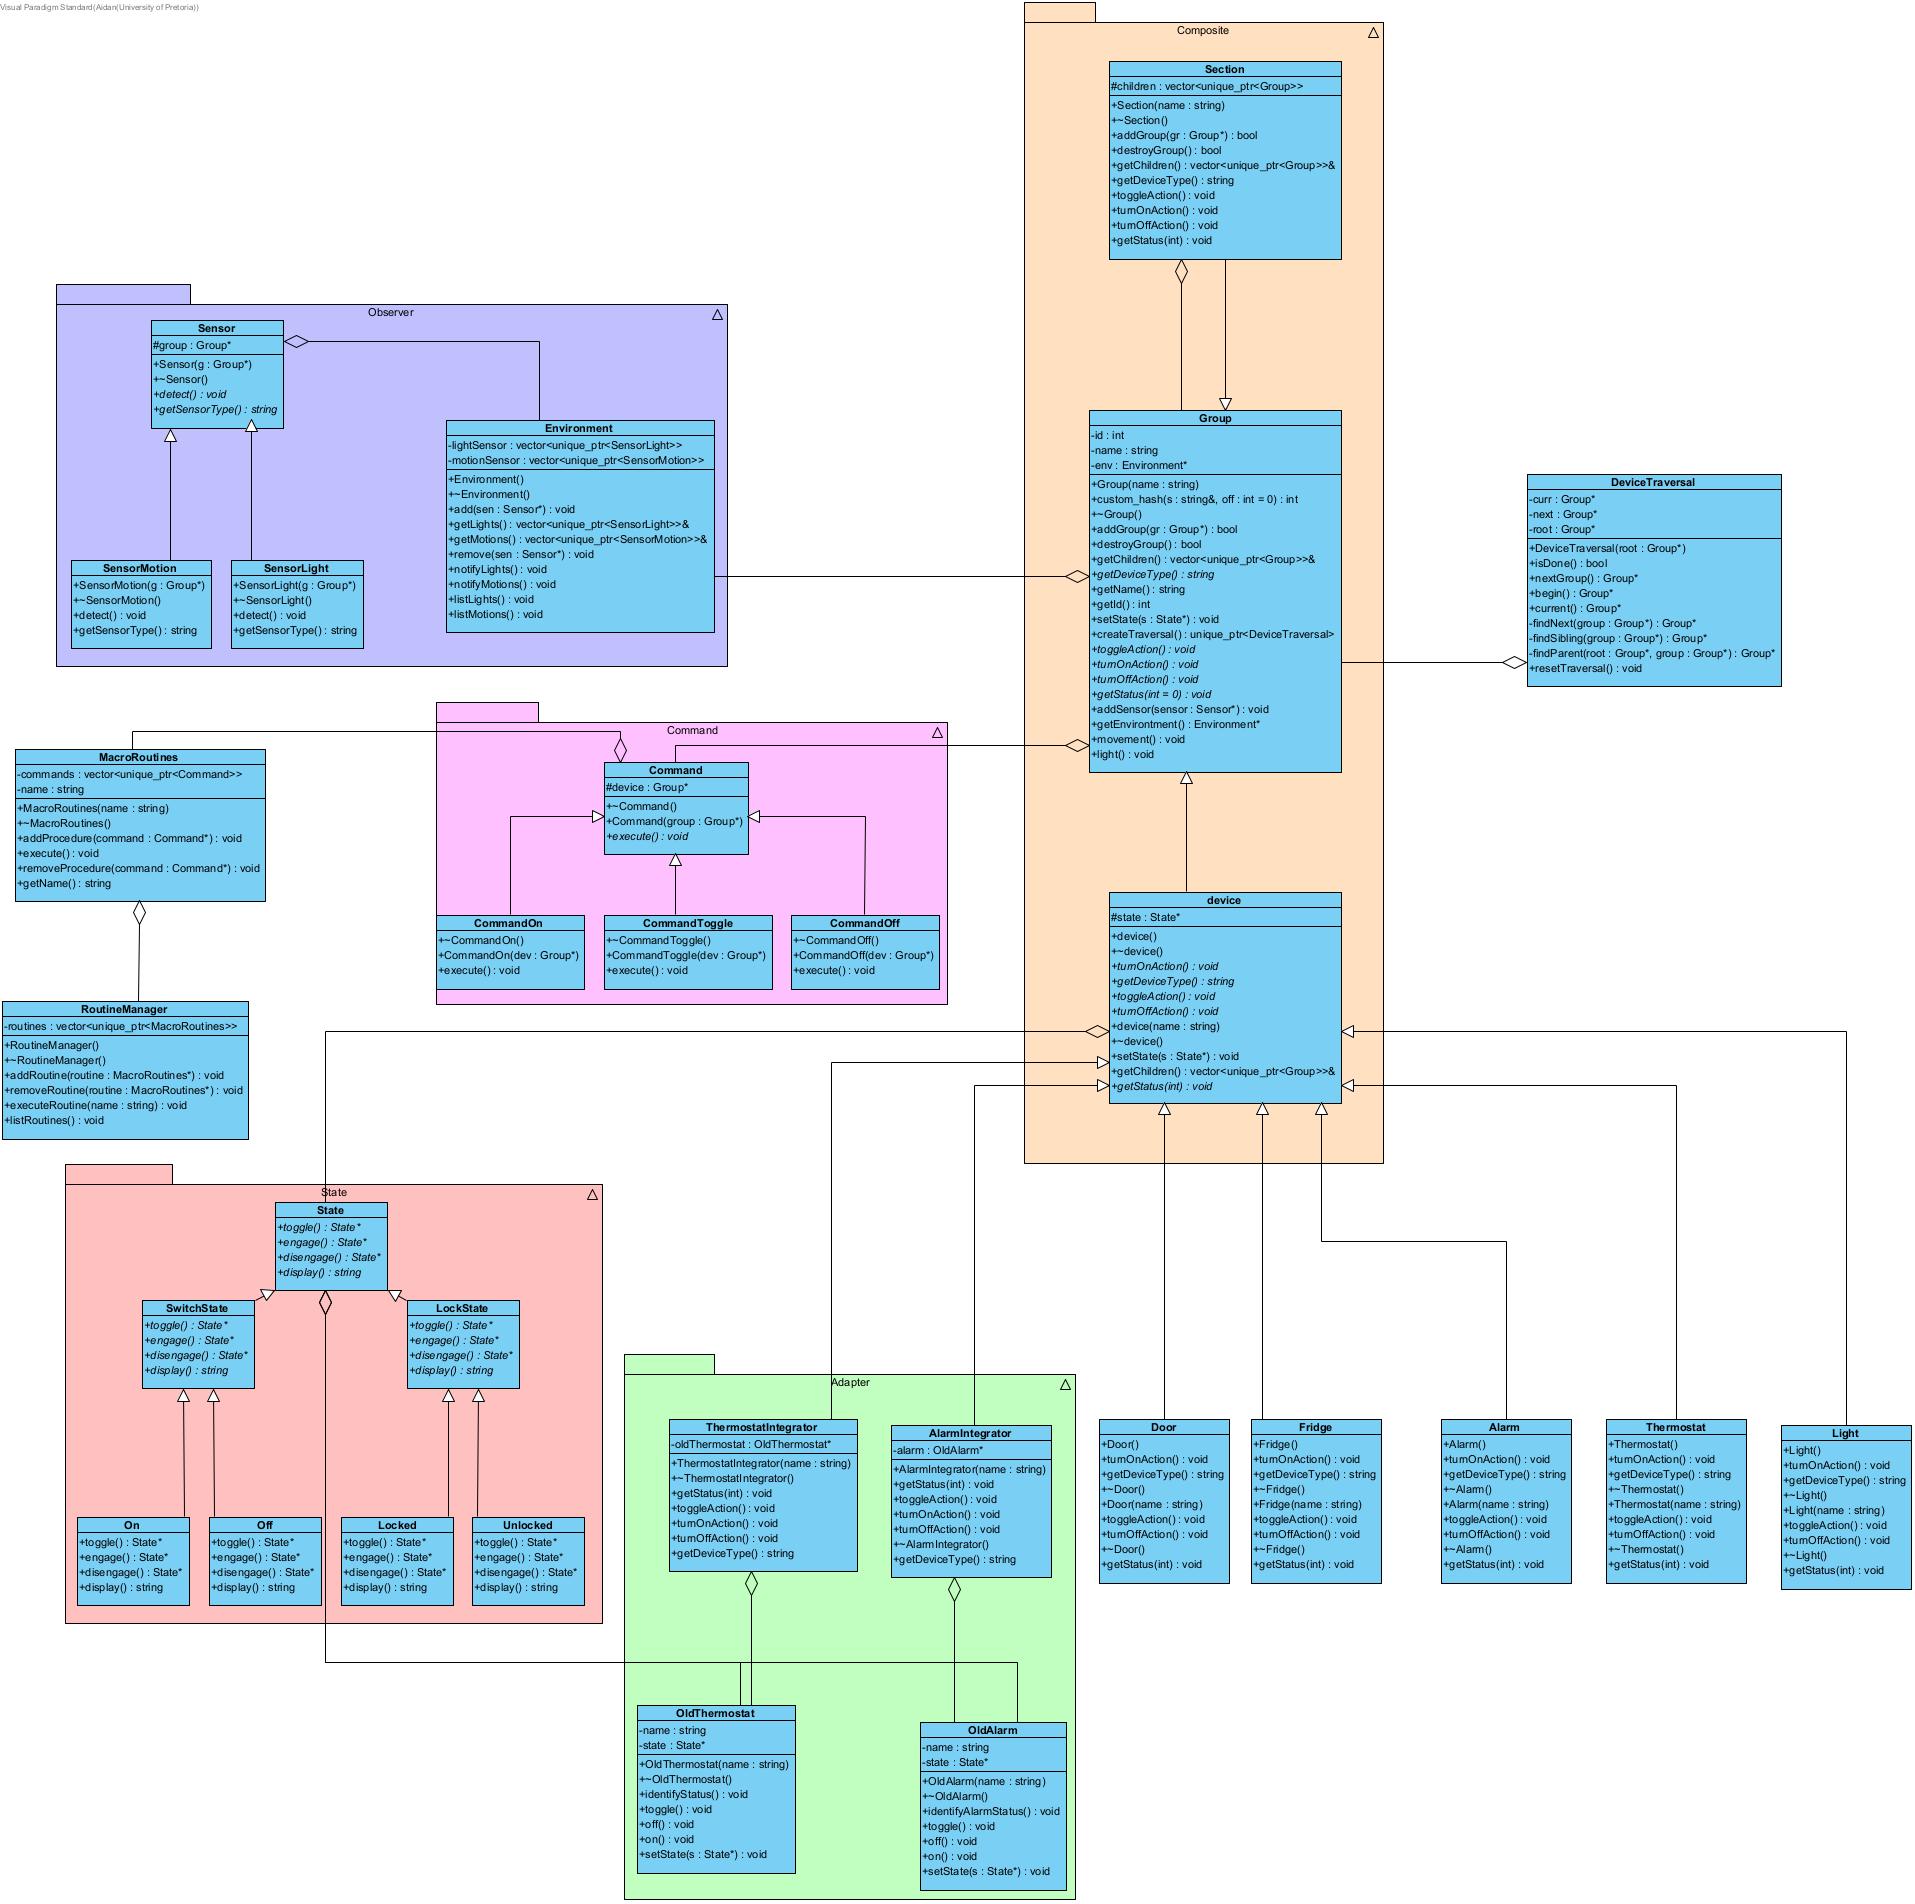 Visual Paradigm Standard(Aidan(University of Pretoria))
Composite
Section
#children : vector<unique_ptr<Group>>
+Section(name : string)
+~Section()
+addGroup(gr : Group*) : bool
+destroyGroup() : bool
+getChildren() : vector<unique_ptr<Group>>&
+getDeviceType() : string
+toggleAction() : void
+turnOnAction() : void
+turnOffAction() : void
+getStatus(int) : void
Observer
Sensor
#group : Group*
+Sensor(g : Group*)
+~Sensor()
+detect() : void
+getSensorType() : string
Environment
-lightSensor : vector<unique_ptr<SensorLight>>
-motionSensor : vector<unique_ptr<SensorMotion>>
+Environment()
+~Environment()
+add(sen : Sensor*) : void
+getLights() : vector<unique_ptr<SensorLight>>&
+getMotions() : vector<unique_ptr<SensorMotion>>&
+remove(sen : Sensor*) : void
+notifyLights() : void
+notifyMotions() : void
+listLights() : void
+listMotions() : void
SensorMotion
+SensorMotion(g : Group*)
+~SensorMotion()
+detect() : void
+getSensorType() : string
SensorLight
+SensorLight(g : Group*)
+~SensorLight()
+detect() : void
+getSensorType() : string
Group
-id : int
-name : string
-env : Environment*
+Group(name : string)
+custom_hash(s : string&, off : int = 0) : int
+~Group()
+addGroup(gr : Group*) : bool
+destroyGroup() : bool
+getChildren() : vector<unique_ptr<Group>>&
+getDeviceType() : string
+getName() : string
+getId() : int
+setState(s : State*) : void
+createTraversal() : unique_ptr<DeviceTraversal>
+toggleAction() : void
+turnOnAction() : void
+turnOffAction() : void
+getStatus(int = 0) : void
+addSensor(sensor : Sensor*) : void
+getEnvirontment() : Environment*
+movement() : void
+light() : void
DeviceTraversal
-curr : Group*
-next : Group*
-root : Group*
+DeviceTraversal(root : Group*)
+isDone() : bool
+nextGroup() : Group*
+begin() : Group*
+current() : Group*
-findNext(group : Group*) : Group*
-findSibling(group : Group*) : Group*
-findParent(root : Group*, group : Group*) : Group*
+resetTraversal() : void
MacroRoutines
-commands : vector<unique_ptr<Command>>
-name : string
+MacroRoutines(name : string)
+~MacroRoutines()
+addProcedure(command : Command*) : void
+execute() : void
+removeProcedure(command : Command*) : void
+getName() : string
Command
Command
#device : Group*
+~Command()
+Command(group : Group*)
+execute() : void
CommandOn
+~CommandOn()
+CommandOn(dev : Group*)
+execute() : void
CommandToggle
+~CommandToggle()
+CommandToggle(dev : Group*)
+execute() : void
CommandOff
+~CommandOff()
+CommandOff(dev : Group*)
+execute() : void
device
#state : State*
+device()
+~device()
+turnOnAction() : void
+getDeviceType() : string
+toggleAction() : void
+turnOffAction() : void
+device(name : string)
+~device()
+setState(s : State*) : void
+getChildren() : vector<unique_ptr<Group>>&
+getStatus(int) : void
RoutineManager
-routines : vector<unique_ptr<MacroRoutines>>
+RoutineManager()
+~RoutineManager()
+addRoutine(routine : MacroRoutines*) : void
+removeRoutine(routine : MacroRoutines*) : void
+executeRoutine(name : string) : void
+listRoutines() : void
State
State
+toggle() : State*
+engage() : State*
+disengage() : State*
+display() : string
SwitchState
+toggle() : State*
+engage() : State*
+disengage() : State*
+display() : string
LockState
+toggle() : State*
+engage() : State*
+disengage() : State*
+display() : string
On
+toggle() : State*
+engage() : State*
+disengage() : State*
+display() : string
Off
+toggle() : State*
+engage() : State*
+disengage() : State*
+display() : string
Locked
+toggle() : State*
+engage() : State*
+disengage() : State*
+display() : string
Unlocked
+toggle() : State*
+engage() : State*
+disengage() : State*
+display() : string
Adapter
ThermostatIntegrator
-oldThermostat : OldThermostat*
+ThermostatIntegrator(name : string)
+~ThermostatIntegrator()
+getStatus(int) : void
+toggleAction() : void
+turnOnAction() : void
+turnOffAction() : void
+getDeviceType() : string
AlarmIntegrator
-alarm : OldAlarm*
+AlarmIntegrator(name : string)
+getStatus(int) : void
+toggleAction() : void
+turnOnAction() : void
+turnOffAction() : void
+~AlarmIntegrator()
+getDeviceType() : string
OldThermostat
-name : string
-state : State*
+OldThermostat(name : string)
+~OldThermostat()
+identifyStatus() : void
+toggle() : void
+off() : void
+on() : void
+setState(s : State*) : void
OldAlarm
-name : string
-state : State*
+OldAlarm(name : string)
+~OldAlarm()
+identifyAlarmStatus() : void
+toggle() : void
+off() : void
+on() : void
+setState(s : State*) : void
Door
+Door()
+turnOnAction() : void
+getDeviceType() : string
+~Door()
+Door(name : string)
+toggleAction() : void
+turnOffAction() : void
+~Door()
+getStatus(int) : void
Fridge
+Fridge()
+turnOnAction() : void
+getDeviceType() : string
+~Fridge()
+Fridge(name : string)
+toggleAction() : void
+turnOffAction() : void
+~Fridge()
+getStatus(int) : void
Alarm
+Alarm()
+turnOnAction() : void
+getDeviceType() : string
+~Alarm()
+Alarm(name : string)
+toggleAction() : void
+turnOffAction() : void
+~Alarm()
+getStatus(int) : void
Thermostat
+Thermostat()
+turnOnAction() : void
+getDeviceType() : string
+~Thermostat()
+Thermostat(name : string)
+toggleAction() : void
+turnOffAction() : void
+~Thermostat()
+getStatus(int) : void
Light
+Light()
+turnOnAction() : void
+getDeviceType() : string
+~Light()
+Light(name : string)
+toggleAction() : void
+turnOffAction() : void
+~Light()
+getStatus(int) : void